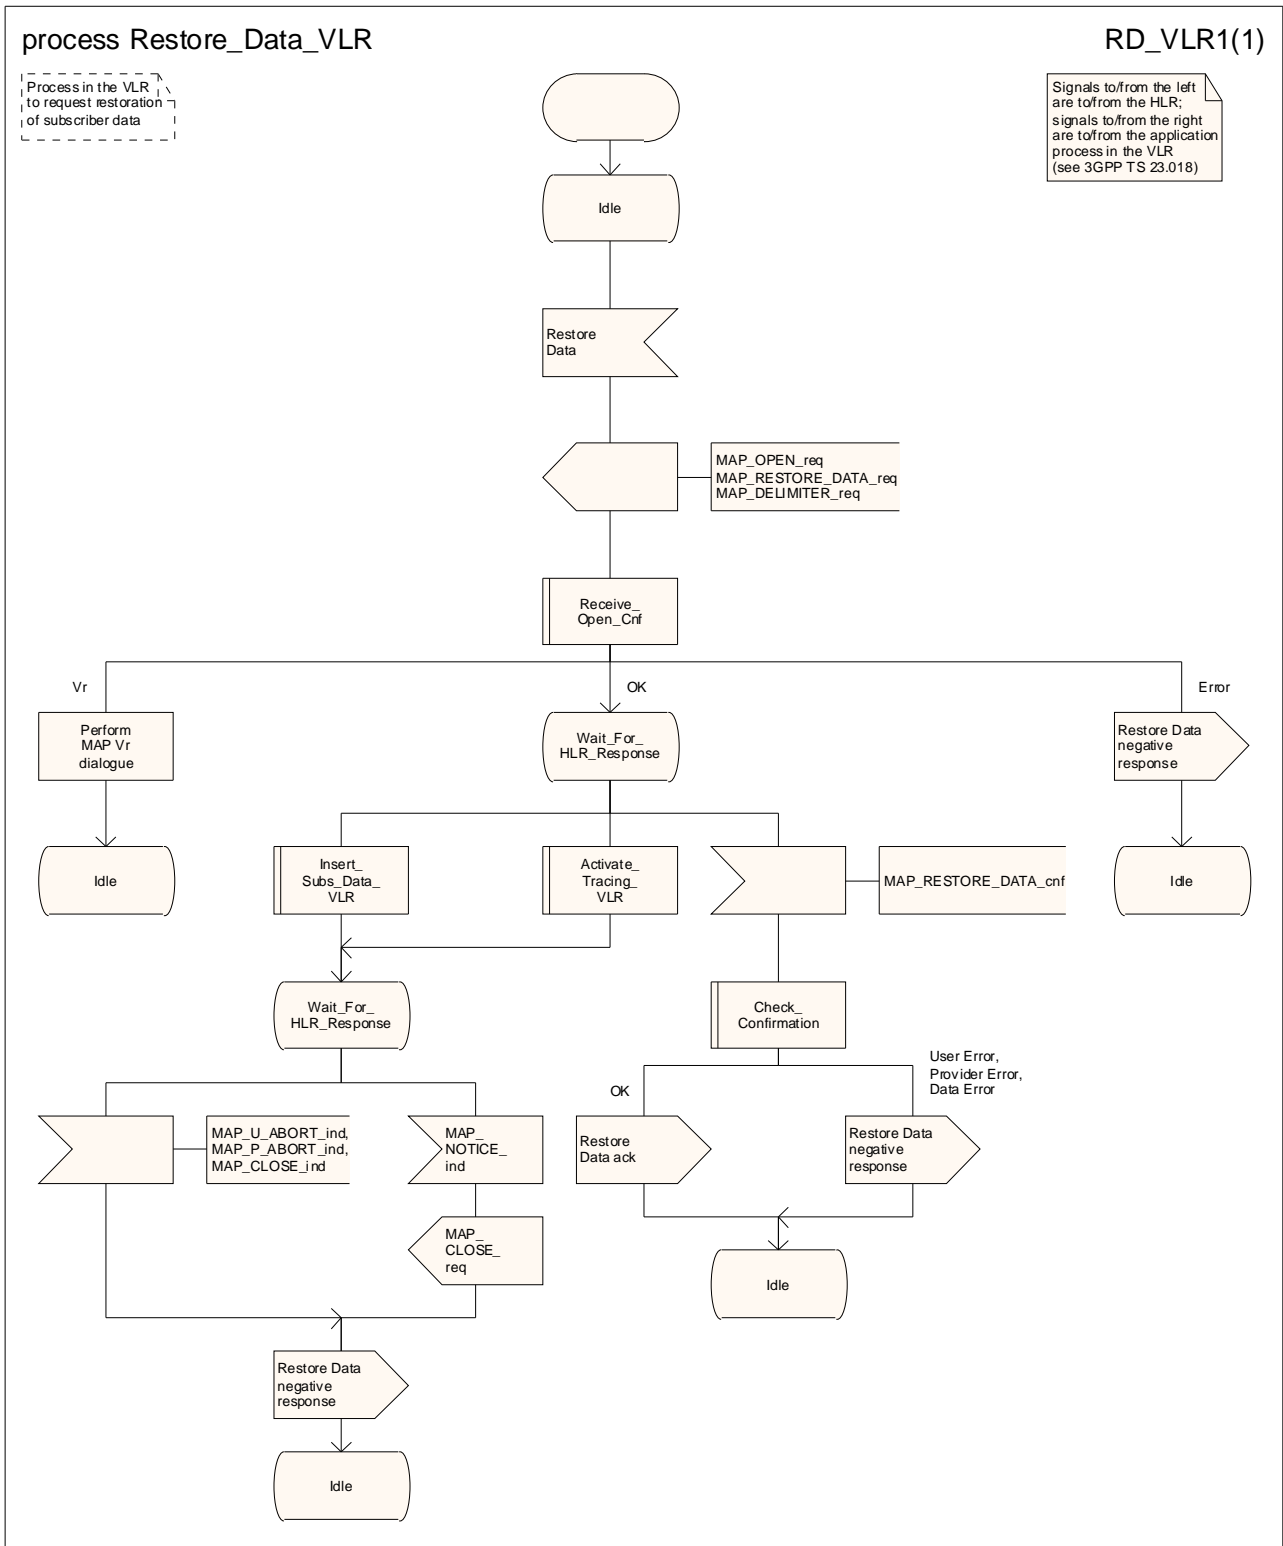 process Restore_Data_VLR
RD_VLR1(1)
Process in the VLR
to request restoration
of subscriber data
Signals to/from the left
are to/from the HLR;
signals to/from the right
are to/from the application
process in the VLR
(see 3GPP TS 23.018)
Idle
Restore
Data
MAP_OPEN_req
MAP_RESTORE_DATA_req
MAP_DELIMITER_req
Receive_
Open_Cnf
Vr
OK
Error
Perform
MAP Vr
dialogue
Wait_For_
HLR_Response
Restore Data
negative
response
Idle
Insert_
Subs_Data_
VLR
Activate_
Tracing_
VLR
MAP_RESTORE_DATA_cnf
Idle
Wait_For_
HLR_Response
Check_
Confirmation
OK
User Error,
Provider Error,
Data Error
MAP_U_ABORT_ind,
MAP_P_ABORT_ind,
MAP_CLOSE_ind
MAP_
NOTICE_
ind
Restore
Data ack
Restore Data
negative
response
MAP_
CLOSE_
req
Idle
Restore Data
negative
response
Idle